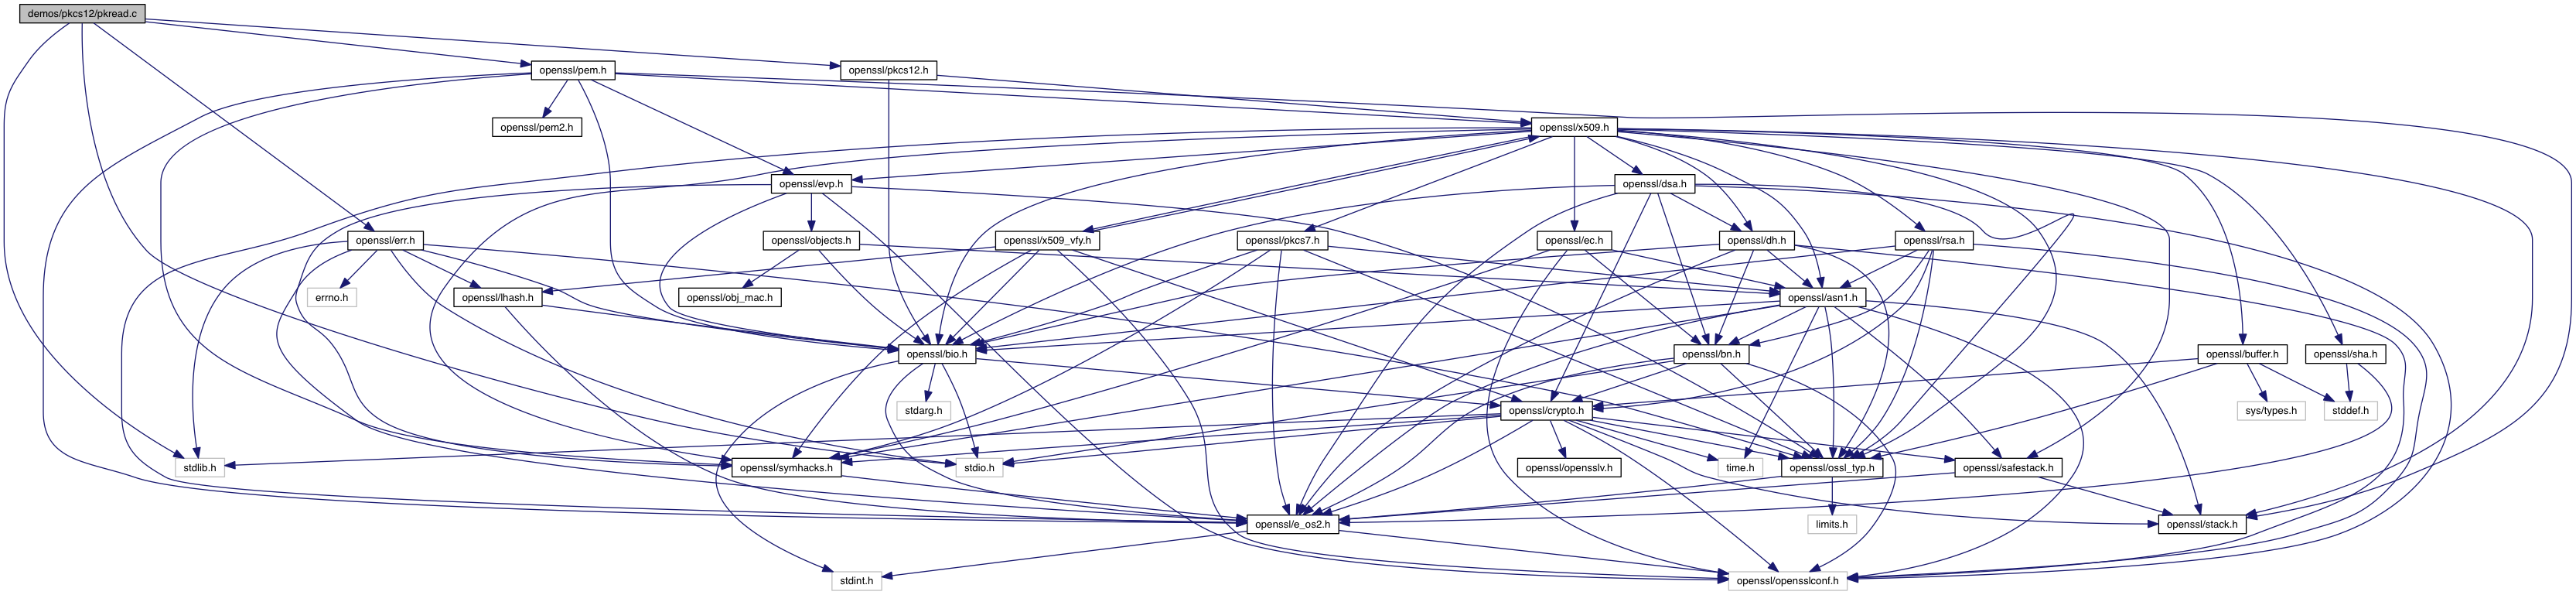 demos/pkcs12/pkread.c
openssl/pem.h
openssl/pkcs12.h
openssl/pem2.h
openssl/x509.h
openssl/evp.h
openssl/dsa.h
openssl/err.h
openssl/objects.h
openssl/x509_vfy.h
openssl/pkcs7.h
openssl/ec.h
openssl/dh.h
openssl/rsa.h
errno.h
openssl/lhash.h
openssl/obj_mac.h
openssl/asn1.h
openssl/bio.h
openssl/bn.h
openssl/buffer.h
openssl/sha.h
stdarg.h
openssl/crypto.h
sys/types.h
stddef.h
stdlib.h
openssl/symhacks.h
stdio.h
openssl/opensslv.h
time.h
openssl/ossl_typ.h
openssl/safestack.h
openssl/e_os2.h
limits.h
openssl/stack.h
stdint.h
openssl/opensslconf.h